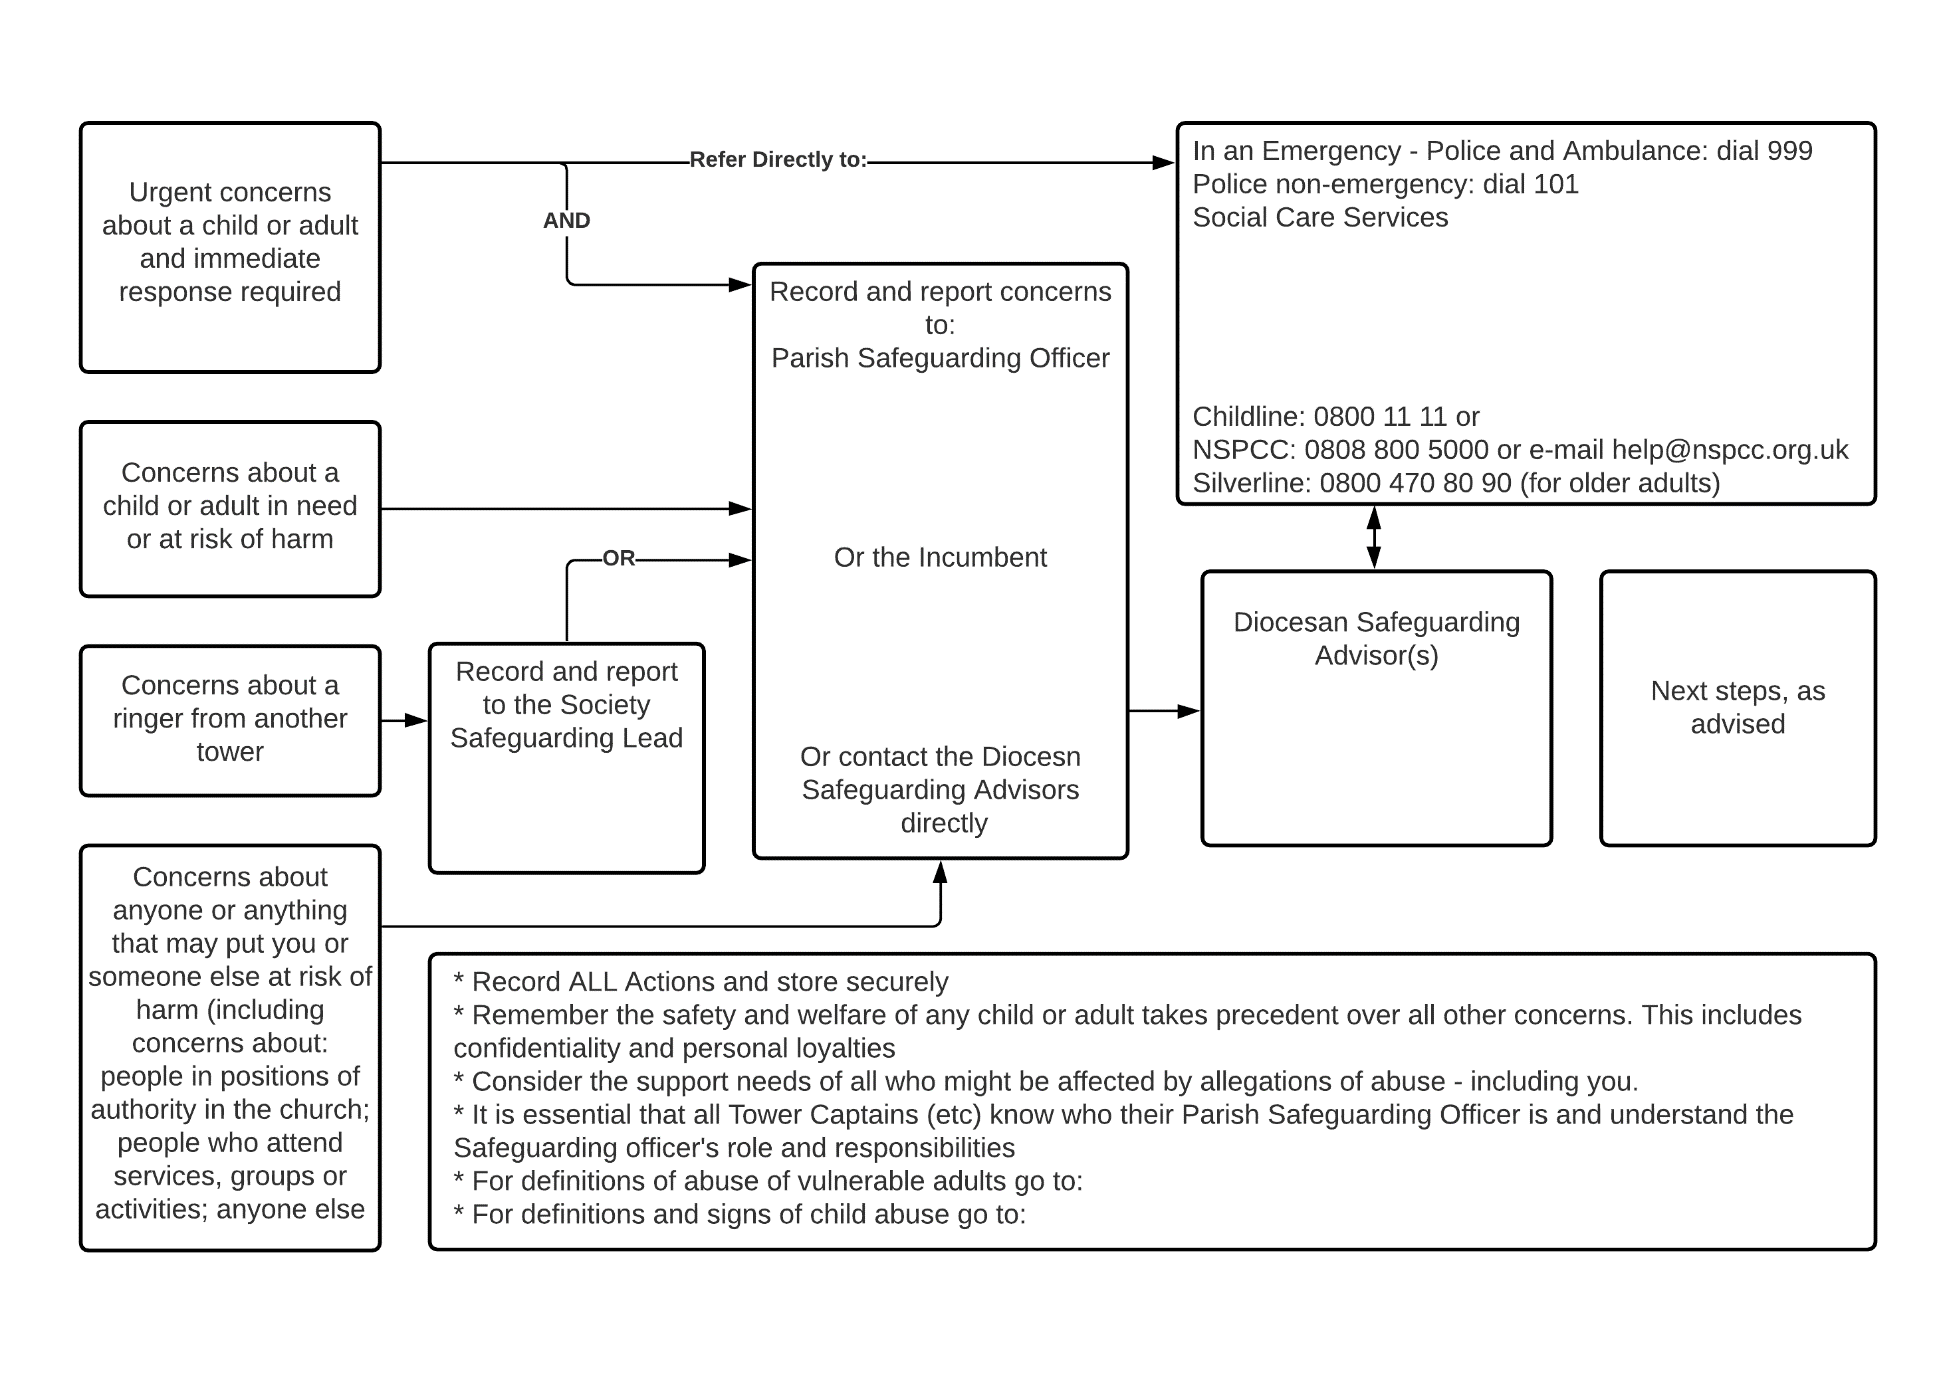 Urgent concerns
about a child or adult
and immediate
response required
Refer Directly to:
AND
In an Emergency - Police and Ambulance: dial 999
Police non-emergency: dial 101
Social Care Services
Childline: 0800 11 11 or
NSPCC: 0808 800 5000 or e-mail help@nspcc.org.uk
Silverline: 0800 470 80 90 (for older adults)
Record and report concerns
to:
Parish Safeguarding Officer
Or the Incumbent
Or contact the Diocesn
Safeguarding Advisors
directly
Concerns about a
child or adult in need
or at risk of harm
OR
Concerns about a
ringer from another
tower
Record and report
to the Society
Safeguarding Lead
Diocesan Safeguarding
Advisor(s)
Next steps, as
advised
Concerns about
anyone or anything
that may put you or
someone else at risk of
harm (including
concerns about:
people in positions of
authority in the church;
people who attend
services, groups or
activities; anyone else
* Record ALL Actions and store securely
* Remember the safety and welfare of any child or adult takes precedent over all other concerns. This includes
confidentiality and personal loyalties
* Consider the support needs of all who might be affected by allegations of abuse - including you.
* It is essential that all Tower Captains (etc) know who their Parish Safeguarding Officer is and understand the
Safeguarding officer's role and responsibilities
* For definitions of abuse of vulnerable adults go to:
* For definitions and signs of child abuse go to: